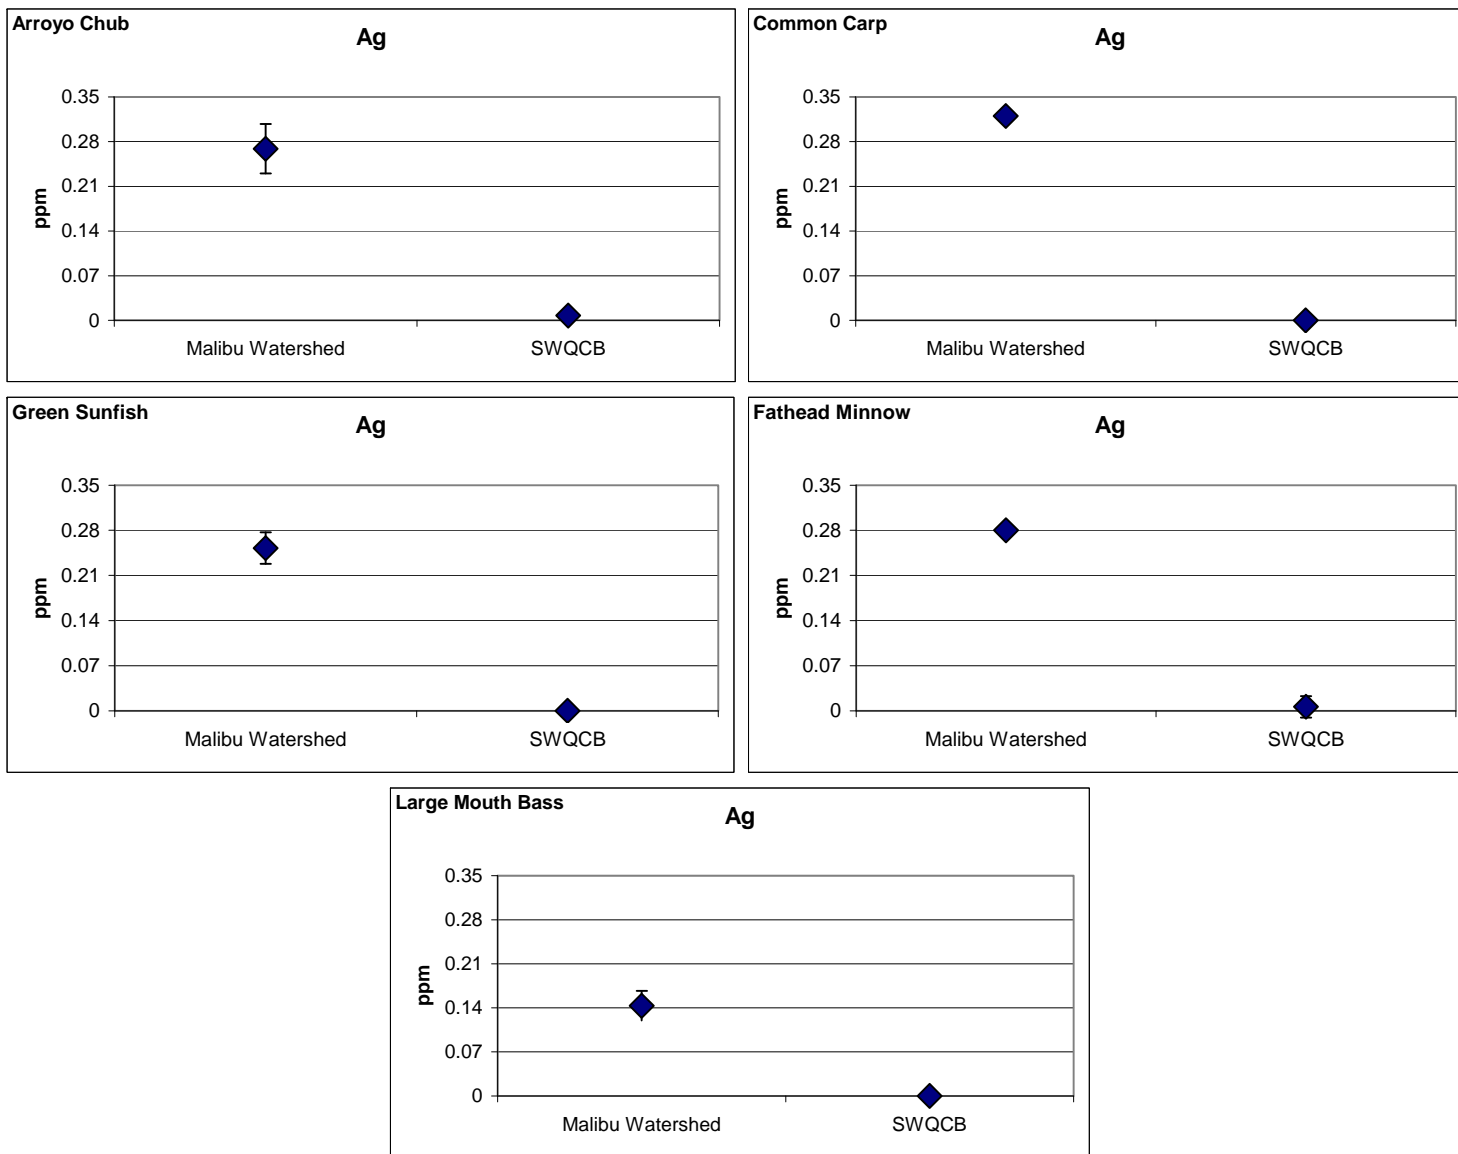 Arroyo Chub
Ag
ppm
0.35
0.28
0.21
0.14
0.07
0
Malibu Watershed SWQCB
Common Carp
Ag
ppm
0.35
0.28
0.21
0.14
0.07
0
Malibu Watershed SWQCB
Green Sunfish
Ag
ppm
0.35
0.28
0.21
0.14
0.07
0
Malibu Watershed SWQCB
Fathead Minnow
Ag
ppm
0.35
0.28
0.21
0.14
0.07
0
Malibu Watershed SWQCB
Large Mouth Bass
Ag
ppm
0.35
0.28
0.21
0.14
0.07
0
Malibu Watershed SWQCB